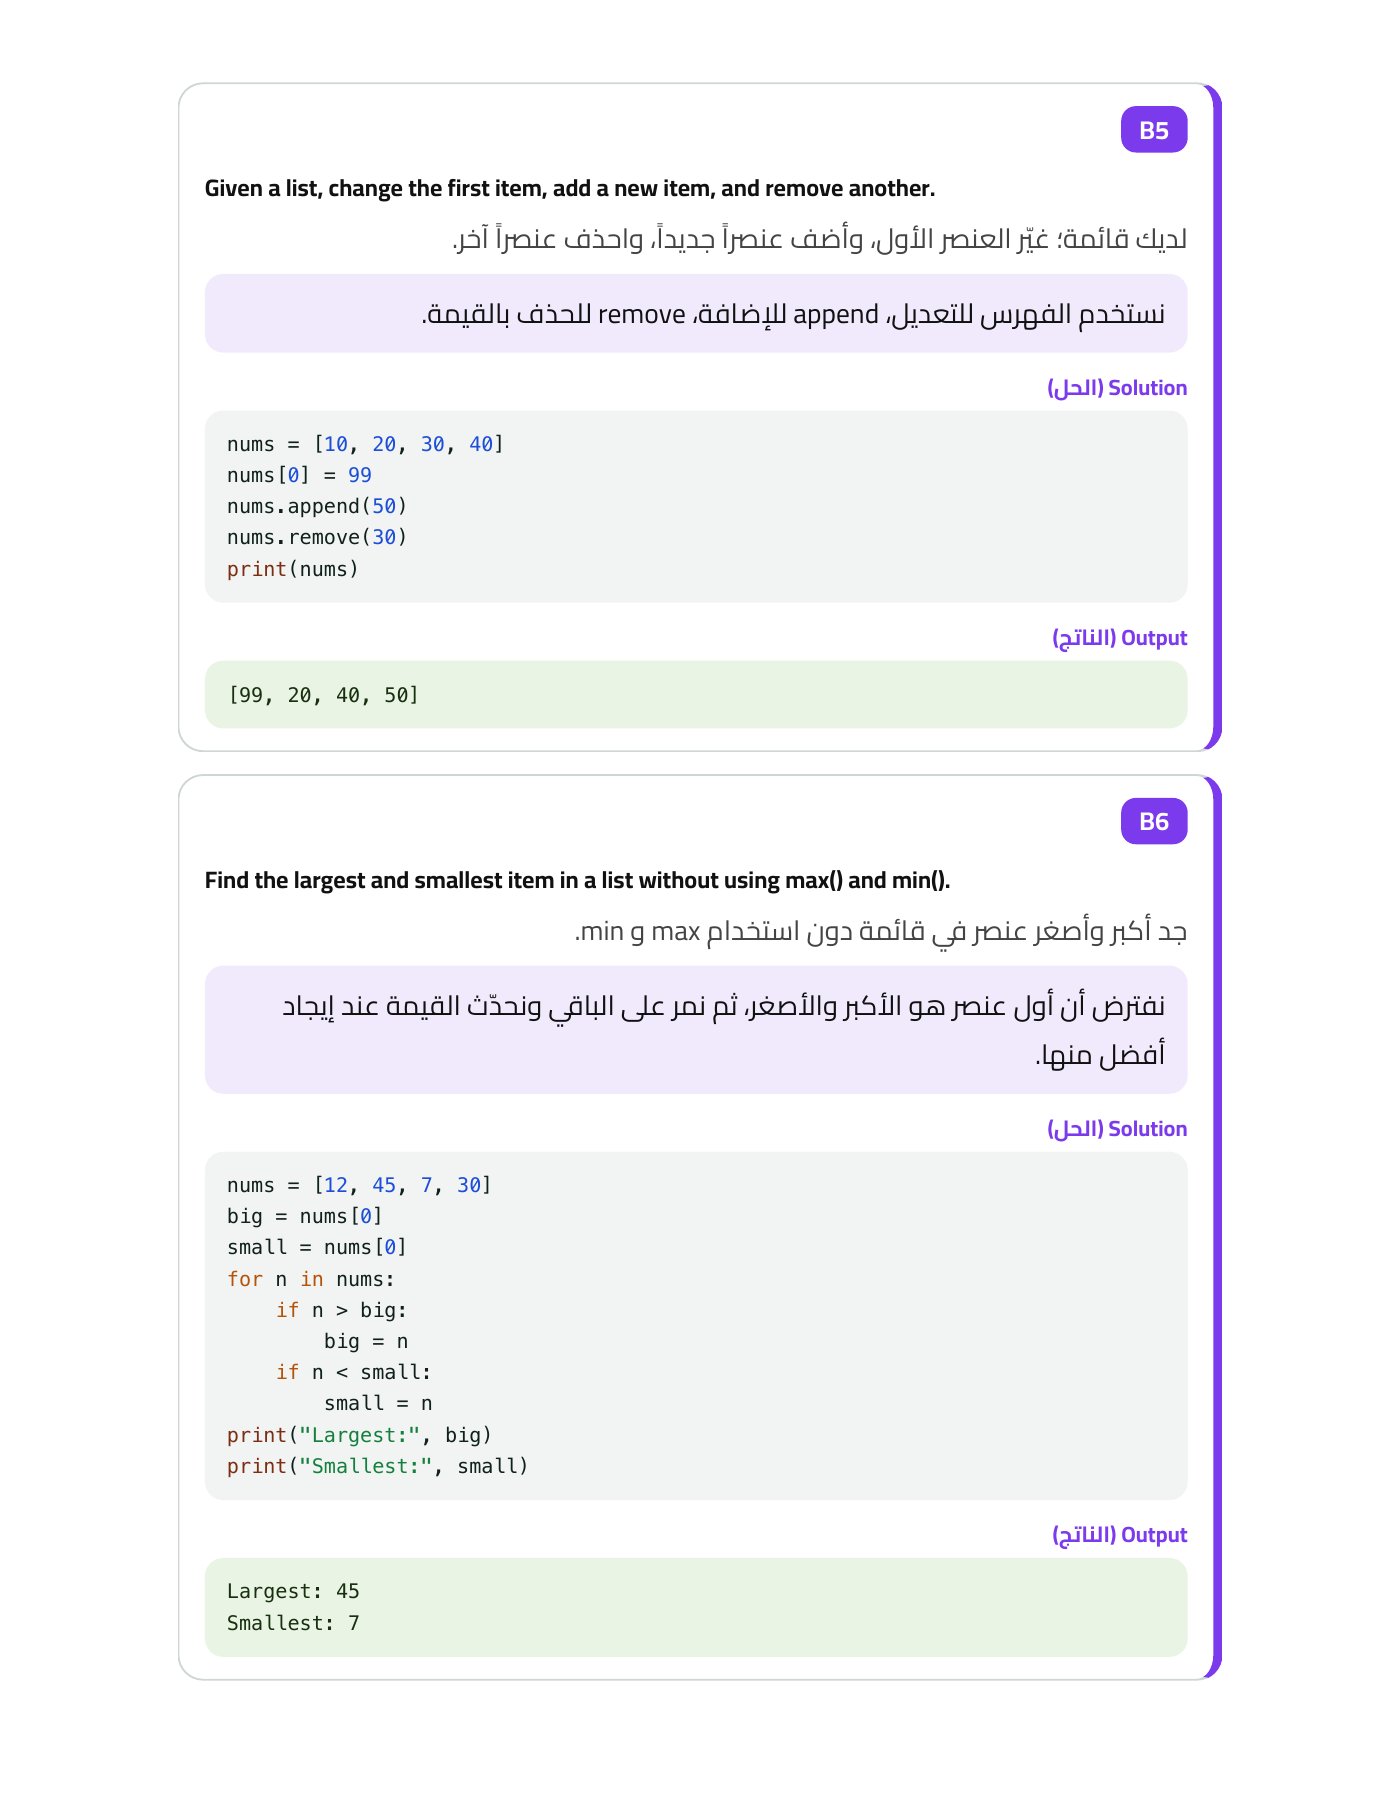 B5
Given a list, change the first item, add a new item, and remove another.
لديك قائمة؛ غيّر العنصر الأول، وأضف عنصراً جديداً، واحذف عنصراً آخر.
نستخدم الفهرس للتعديل، append للإضافة، remove للحذف بالقيمة.
Solution (الحل)
nums = [10, 20, 30, 40]
nums[0] = 99
nums.append(50)
nums.remove(30)
print(nums)
Output (الناتج)
[99, 20, 40, 50]
B6
Find the largest and smallest item in a list without using max() and min().
جد أكبر وأصغر عنصر في قائمة دون استخدام max و min.
نفترض أن أول عنصر هو الأكبر والأصغر، ثم نمر على الباقي ونحدّث القيمة عند إيجاد
أفضل منها.
Solution (الحل)
nums = [12, 45, 7, 30]
big = nums[0]
small = nums[0]
for n in nums:
    if n > big:
        big = n
    if n < small:
        small = n
print("Largest:", big)
print("Smallest:", small)
Output (الناتج)
Largest: 45
Smallest: 7